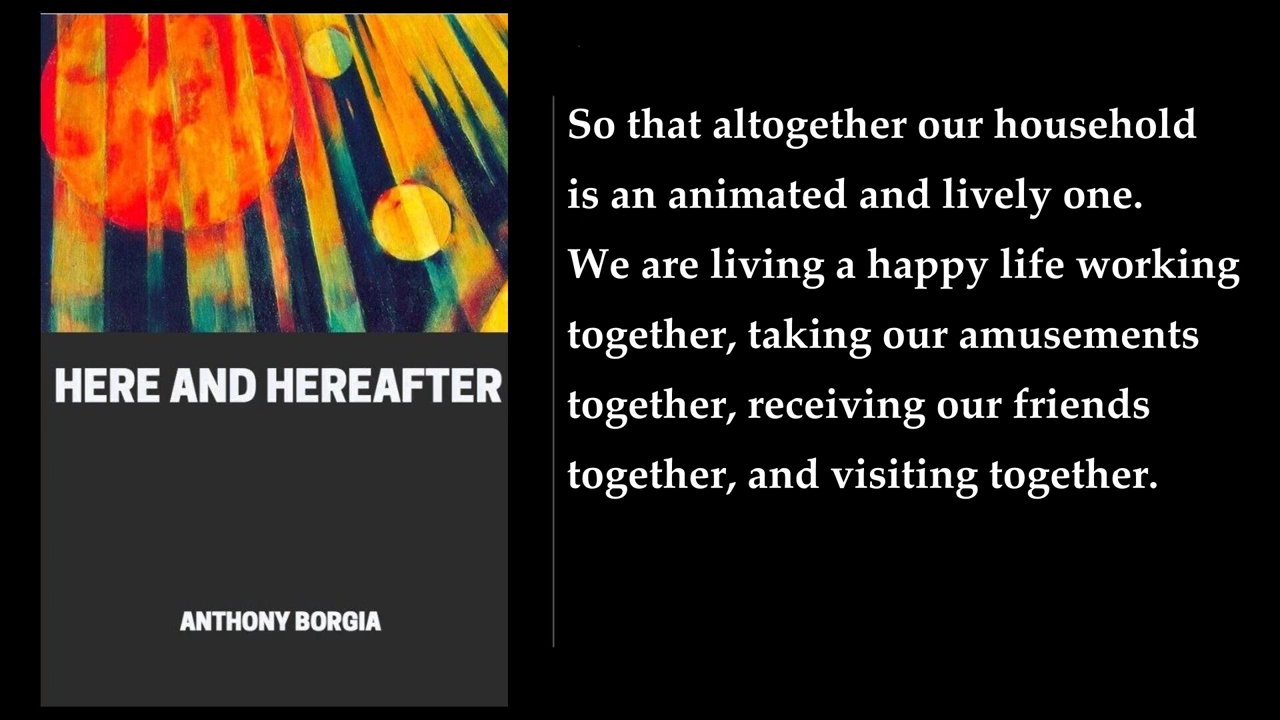 HERE AND HEREAFTER
ANTHONY BORGIA
So that altogether our household
is an animated and lively one.
We are living a happy life working
together, taking our amusements
together, receiving our friends
together, and visiting together.